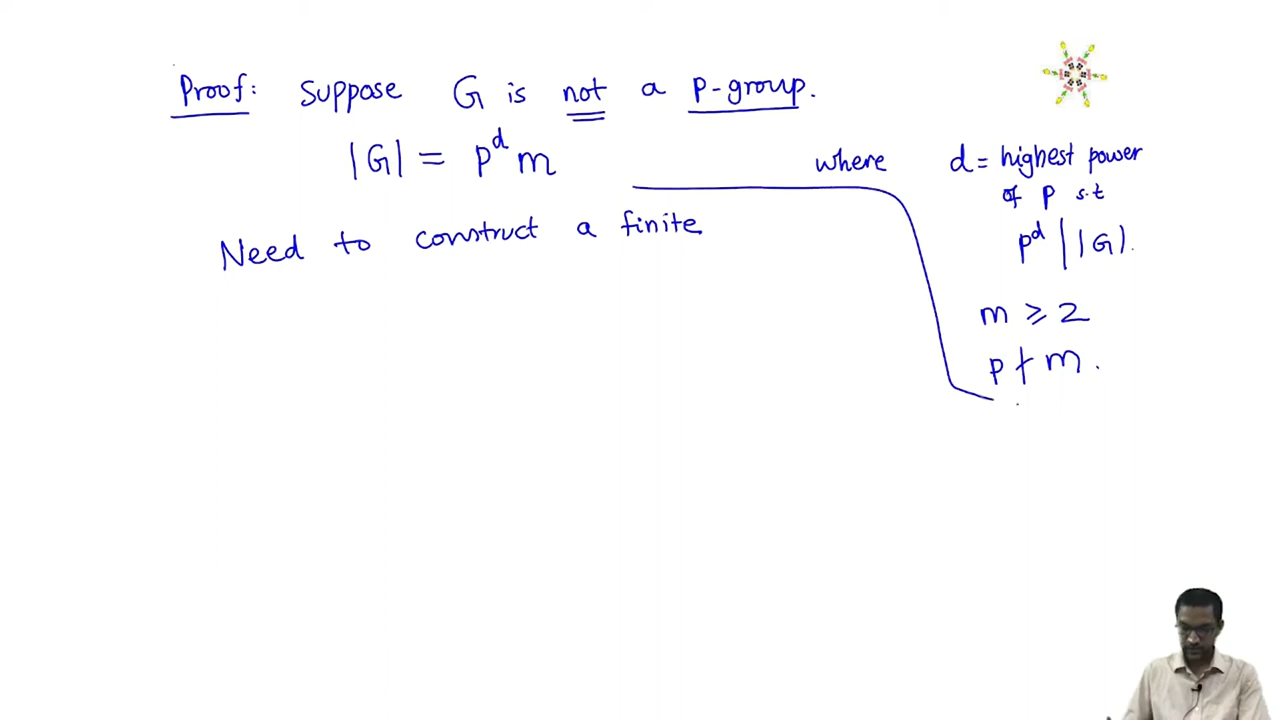 Proof: Suppose G is not a p-group.
|G| = p^d m
where d = highest power
of p s.t
p^d | |G|.
m ≥ 2
p ∤ m.
Need to construct a finite